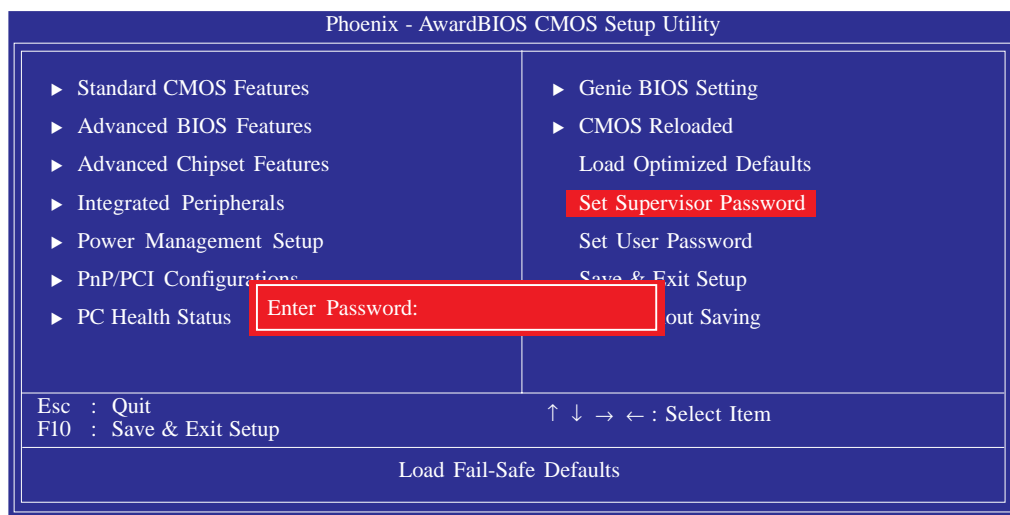 Phoenix - AwardBIOS CMOS Setup Utility
► Standard CMOS Features
► Advanced BIOS Features
► Advanced Chipset Features
► Integrated Peripherals
► Power Management Setup
► PnP/PCI Configurations
► PC Health Status
► Genie BIOS Setting
► CMOS Reloaded
Load Optimized Defaults
Set Supervisor Password
Set User Password
Save & Exit Setup
out Saving
Enter Password:
Esc : Quit
F10 : Save & Exit Setup
↑ ↓ → ← : Select Item
Load Fail-Safe Defaults